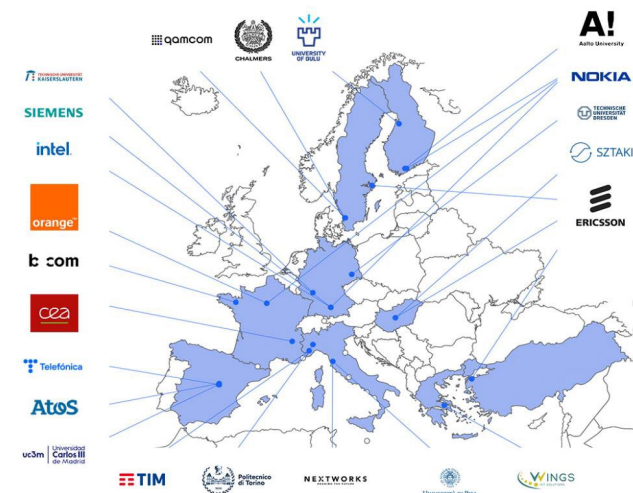 qamcom
CHALMERS
UNIVERSITY
OF OULU
A!
Aalto University
TECHNISCHE UNIVERSITÄT
KAISERSLAUTERN
NOKIA
SIEMENS
TECHNISCHE
UNIVERSITÄT
DRESDEN
intel
SZTAKI
orange
ERICSSON
b com
cea
Telefónica
Atos
uc3m
Universidad
Carlos III
de Madrid
TIM
Politecnico
di Torino
NEXTWORKS
WINGS